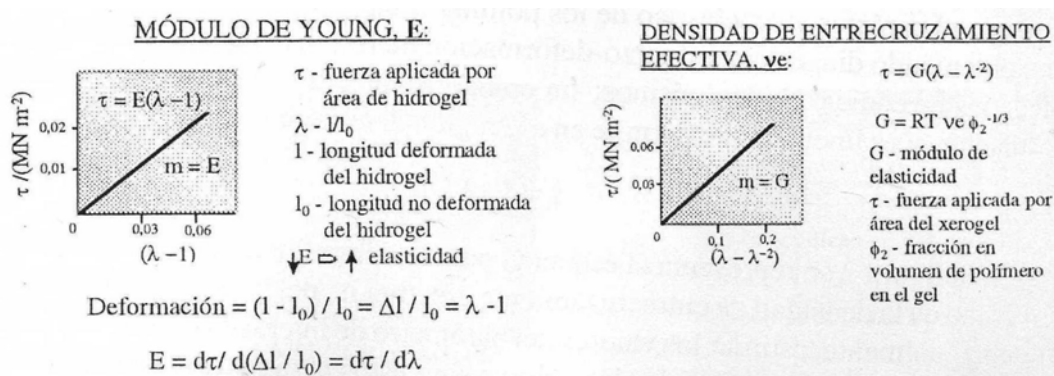 MÓDULO DE YOUNG, E:
τ /(MN m²)
0,02
0,01
τ = E(λ –1)
m = E
0
0,03
0,06
(λ –1)
τ - fuerza aplicada por
área de hidrogel
λ - l/l₀
l - longitud deformada
del hidrogel
l₀ - longitud no deformada
del hidrogel
↓E ⇨ ↑ elasticidad
Deformación = (l - l₀) / l₀ = Δl / l₀ = λ -1
E = dτ/ d(Δl / l₀) = dτ / dλ
DENSIDAD DE ENTRECRUZAMIENTO
EFECTIVA, νe:
τ/( MN m⁻²)
0,06
0,03
m = G
0
0,1
0,2
(λ – λ⁻²)
τ = G(λ – λ⁻²)
G = RT νe ϕ₂⁻¹/³
G - módulo de
elasticidad
τ - fuerza aplicada por
área del xerogel
ϕ₂ - fracción en
volumen de polímero
en el gel